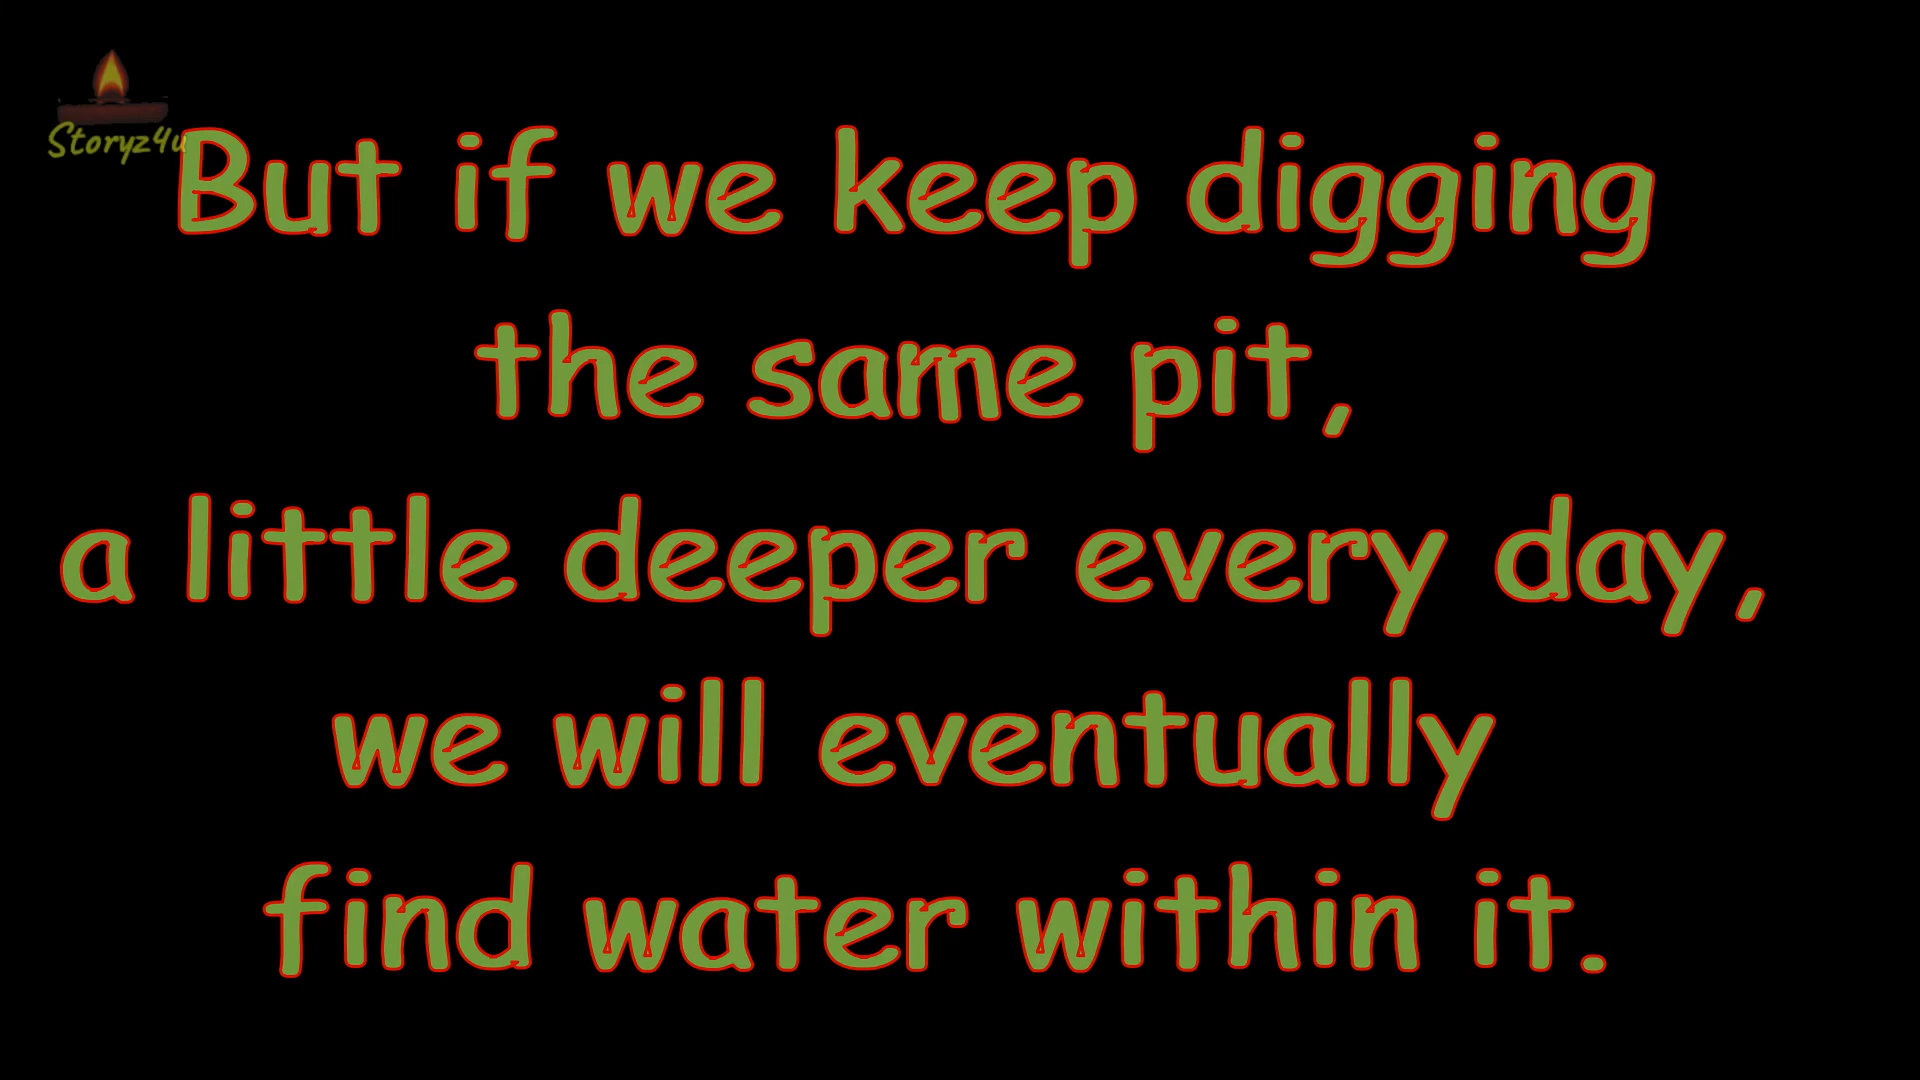 Storyz4u
But if we keep digging
the same pit,
a little deeper every day,
we will eventually
find water within it.